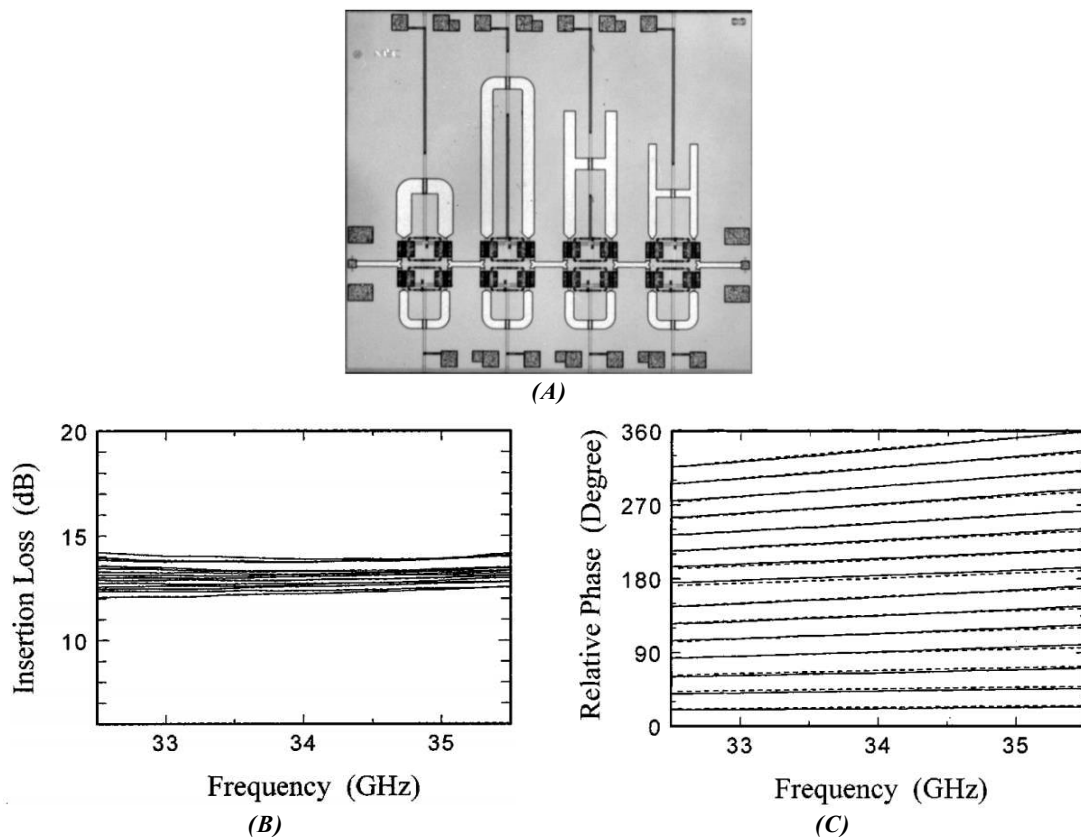 (A)
20
15
10
Insertion Loss (dB)
33 34 35
Frequency (GHz)
(B)
360
270
180
90
0
Relative Phase (Degree)
33 34 35
Frequency (GHz)
(C)